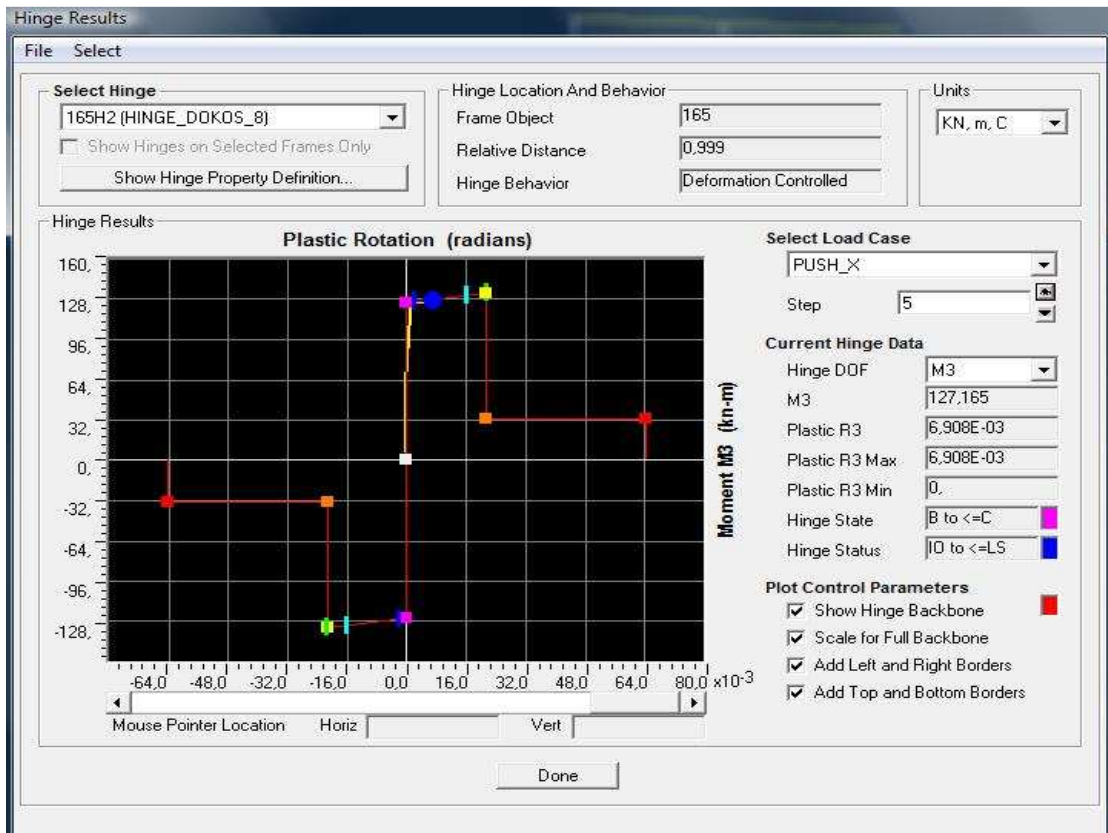 Hinge Results
File Select
Select Hinge
165H2 (HINGE_DOKOS_8)
Show Hinges on Selected Frames Only
Show Hinge Property Definition...
Hinge Location And Behavior
Frame Object 165
Relative Distance 0,999
Hinge Behavior Deformation Controlled
Units
KN, m, C
Hinge Results
Plastic Rotation (radians)
160,
128,
96,
64,
32,
0,
-32,
-64,
-96,
-128,
-64,0 -48,0 -32,0 -16,0 0,0 16,0 32,0 48,0 64,0 80,0 x10-3
Moment M3 (kn-m)
Mouse Pointer Location Horiz Vert
Select Load Case
PUSH_X
Step 5
Current Hinge Data
Hinge DOF M3
M3 127,165
Plastic R3 6,908E-03
Plastic R3 Max 6,908E-03
Plastic R3 Min 0,
Hinge State B to <=C
Hinge Status IO to <=LS
Plot Control Parameters
Show Hinge Backbone
Scale for Full Backbone
Add Left and Right Borders
Add Top and Bottom Borders
Done